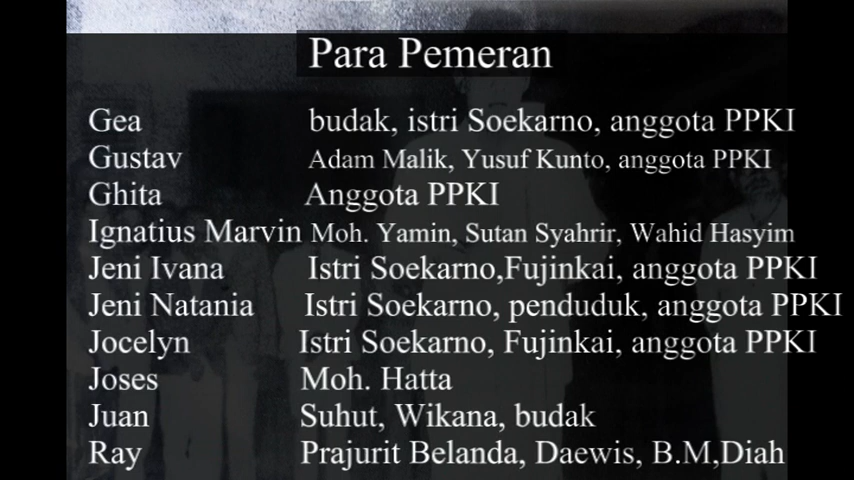 Para Pemeran
Gea budak, istri Soekarno, anggota PPKI
Gustav Adam Malik, Yusuf Kunto, anggota PPKI
Ghita Anggota PPKI
Ignatius Marvin Moh. Yamin, Sutan Syahrir, Wahid Hasyim
Jeni Ivana Istri Soekarno,Fujinkai, anggota PPKI
Jeni Natania Istri Soekarno, penduduk, anggota PPKI
Jocelyn Istri Soekarno, Fujinkai, anggota PPKI
Joses Moh. Hatta
Juan Suhut, Wikana, budak
Ray Prajurit Belanda, Daewis, B.M,Diah